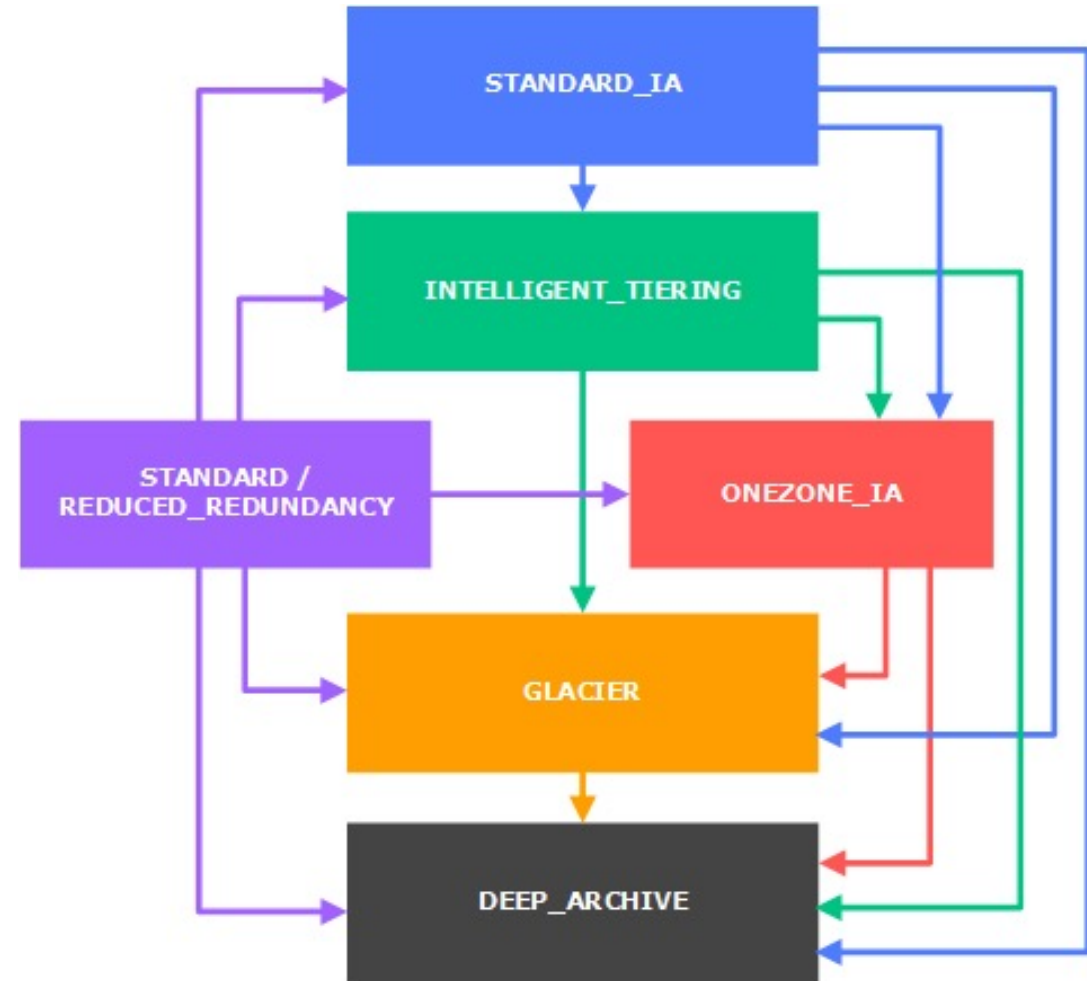 STANDARD_IA
INTELLIGENT_TIERING
STANDARD /
REDUCED_REDUNDANCY
ONEZONE_IA
GLACIER
DEEP_ARCHIVE